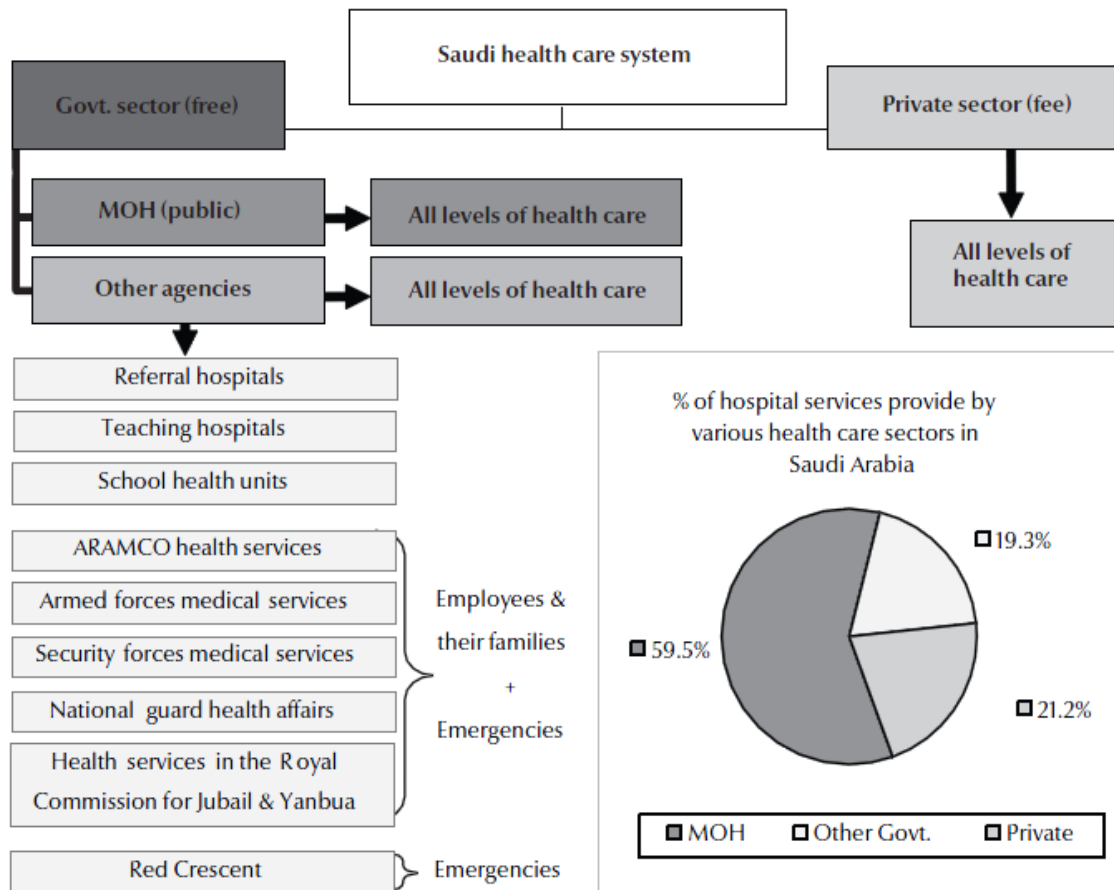 Saudi health care system
Govt. sector (free)
Private sector (fee)
MOH (public)
All levels of health care
Other agencies
All levels of health care
All levels of
health care
Referral hospitals
Teaching hospitals
School health units
ARAMCO health services
Armed forces medical services
Security forces medical services
National guard health affairs
Health services in the Royal
Commission for Jubail & Yanbua
Employees &
their families
+
Emergencies
Red Crescent
Emergencies
% of hospital services provide by
various health care sectors in
Saudi Arabia
19.3%
59.5%
21.2%
MOH
Other Govt.
Private